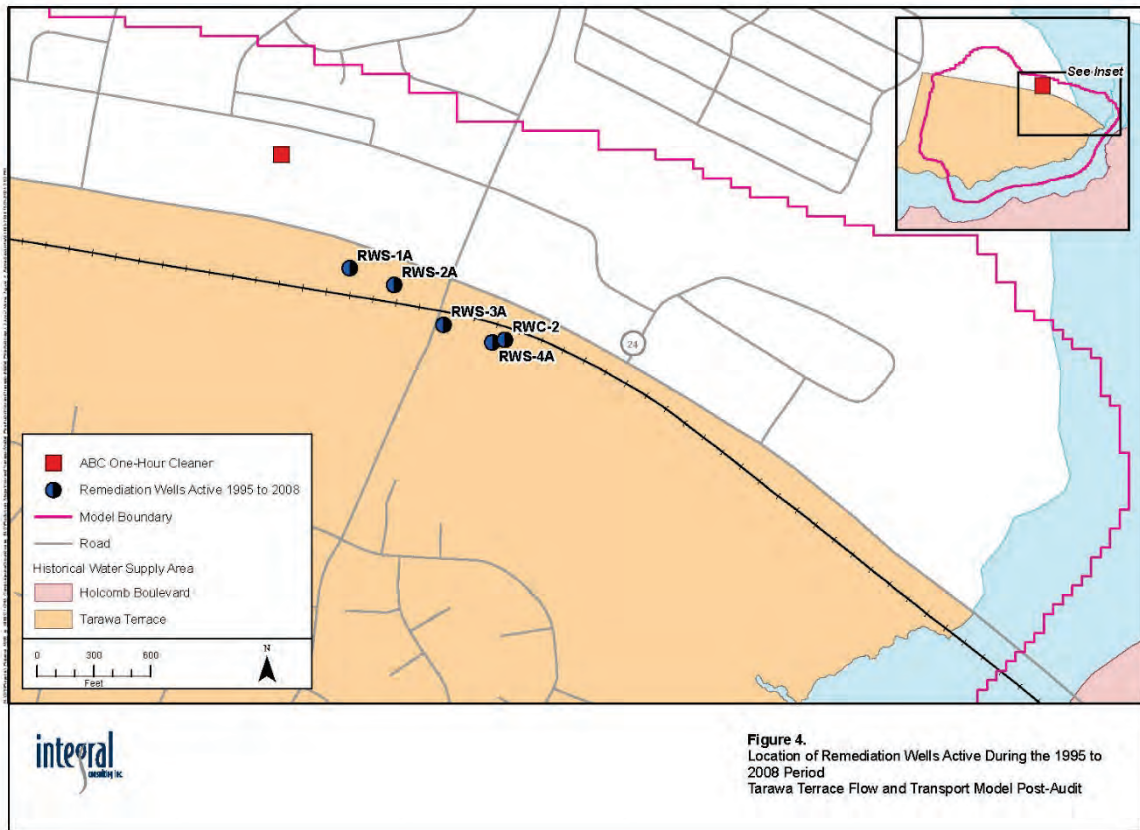 See Inset
RWS-1A
RWS-2A
RWS-3A
RWC-2
RWS-4A
24
ABC One-Hour Cleaner
Remediation Wells Active 1995 to 2008
Model Boundary
Road
Historical Water Supply Area
Holcomb Boulevard
Tarawa Terrace
0 300 600
Feet
N
integral
consulting inc.
Figure 4.
Location of Remediation Wells Active During the 1995 to
2008 Period
Tarawa Terrace Flow and Transport Model Post-Audit